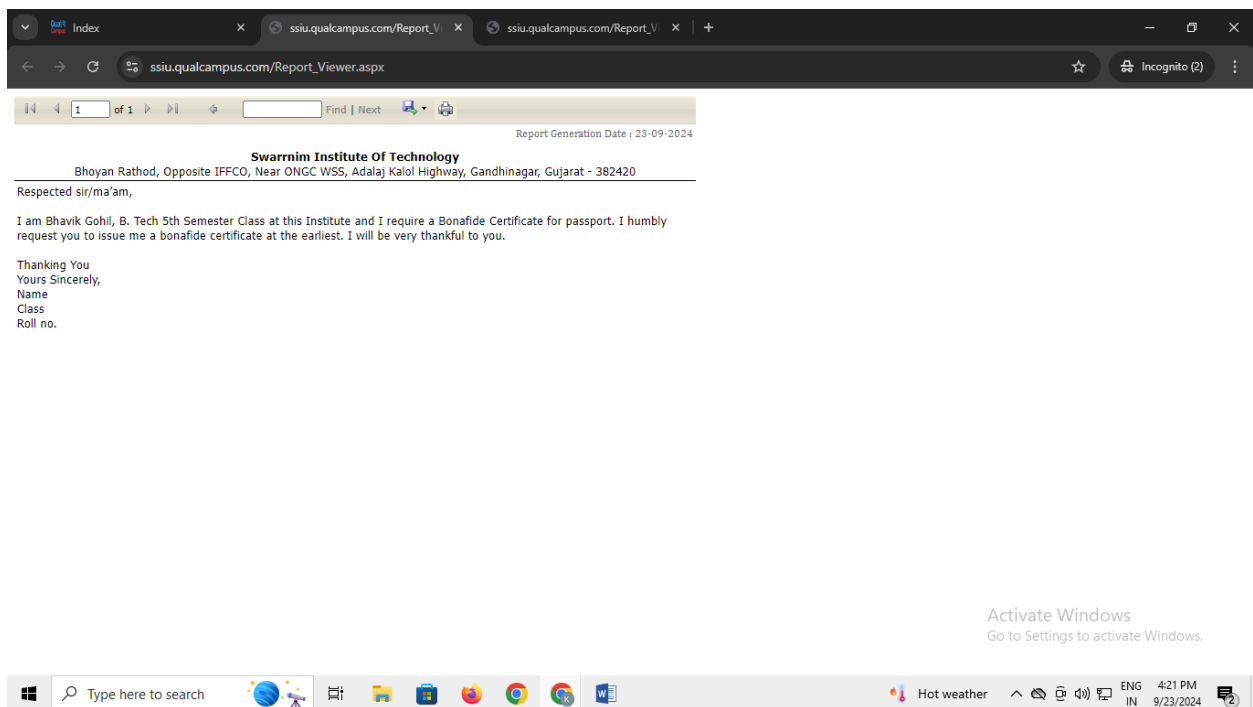 Qual Campus Index
ssiu.qualcampus.com/Report_Vi
ssiu.qualcampus.com/Report_Vi
ssiu.qualcampus.com/Report_Viewer.aspx
Incognito (2)
1 of 1
Find | Next
Report Generation Date : 23-09-2024
Swarrnim Institute Of Technology
Bhoyan Rathod, Opposite IFFCO, Near ONGC WSS, Adalaj Kalol Highway, Gandhinagar, Gujarat - 382420
Respected sir/ma'am,
I am Bhavik Gohil, B. Tech 5th Semester Class at this Institute and I require a Bonafide Certificate for passport. I humbly
request you to issue me a bonafide certificate at the earliest. I will be very thankful to you.
Thanking You
Yours Sincerely,
Name
Class
Roll no.
Activate Windows
Go to Settings to activate Windows.
Type here to search
Hot weather
ENG
IN
4:21 PM
9/23/2024
2